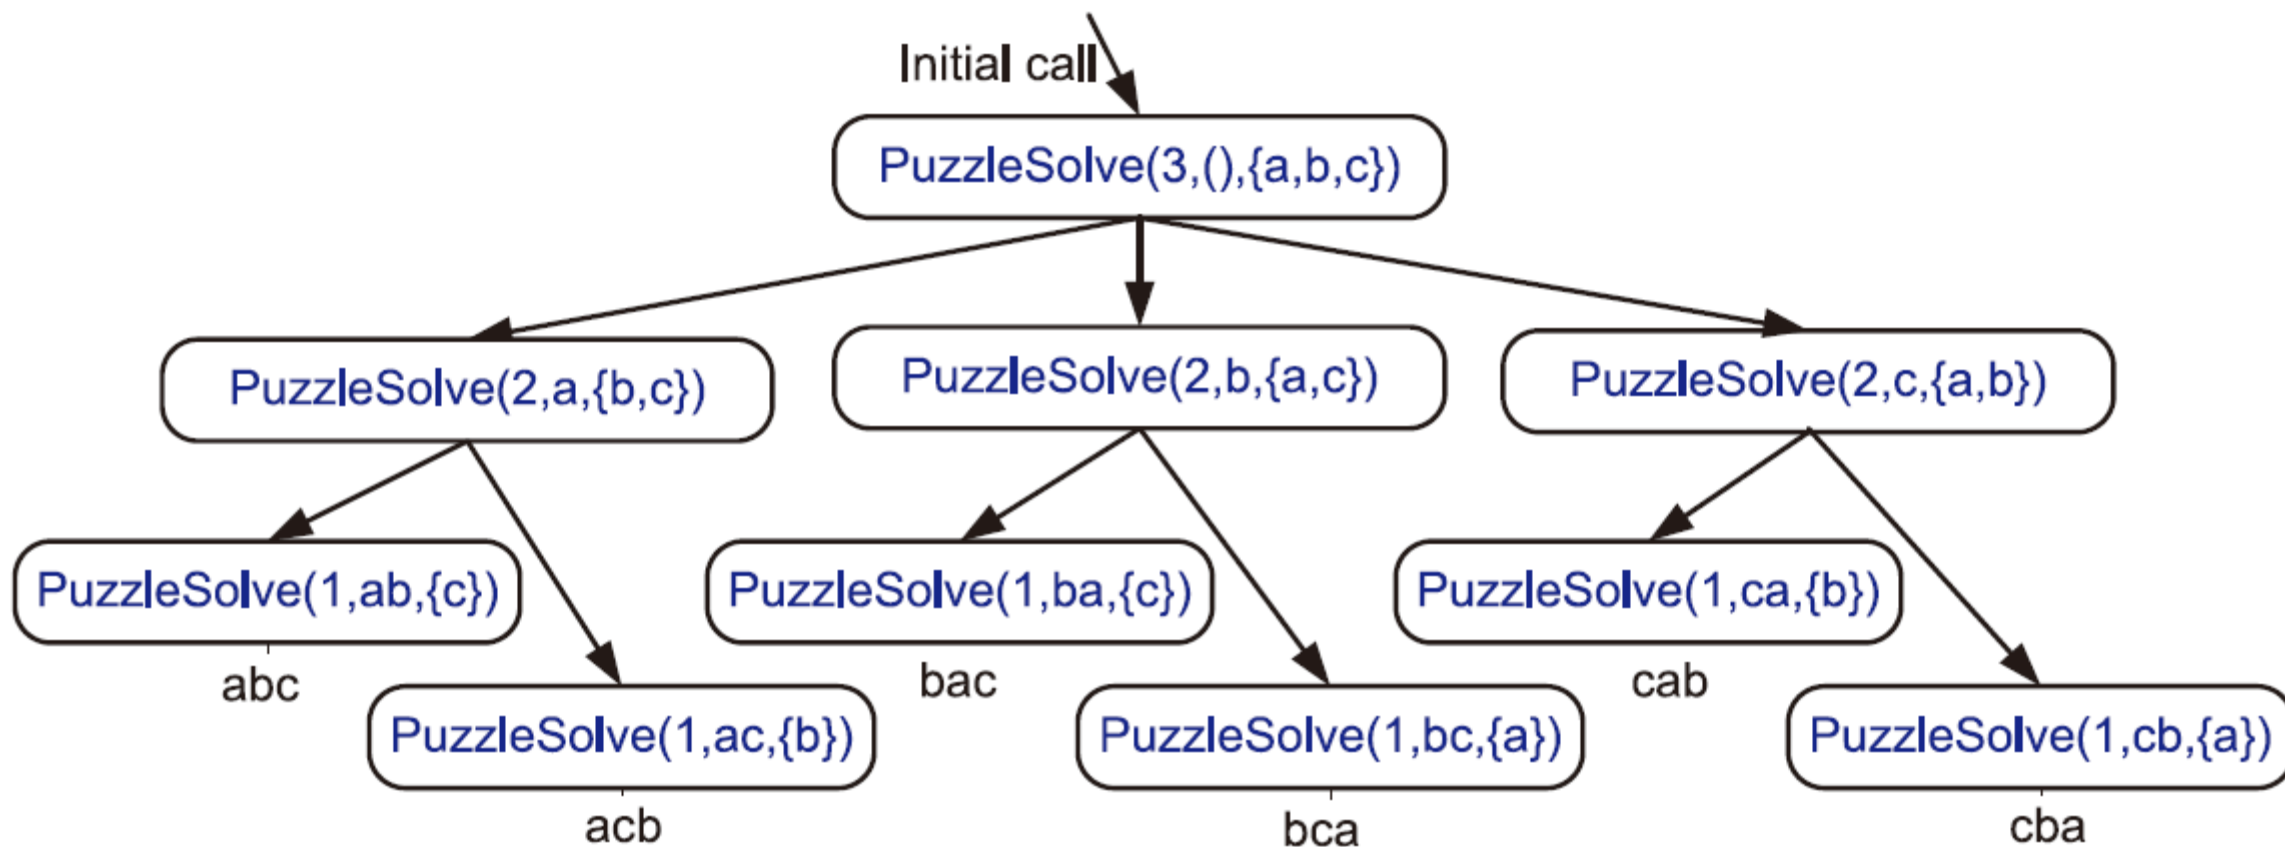 Initial call
PuzzleSolve(3,(),{a,b,c})
PuzzleSolve(2,a,{b,c})
PuzzleSolve(2,b,{a,c})
PuzzleSolve(2,c,{a,b})
PuzzleSolve(1,ab,{c})
PuzzleSolve(1,ba,{c})
PuzzleSolve(1,ca,{b})
abc
bac
cab
PuzzleSolve(1,ac,{b})
PuzzleSolve(1,bc,{a})
PuzzleSolve(1,cb,{a})
acb
bca
cba